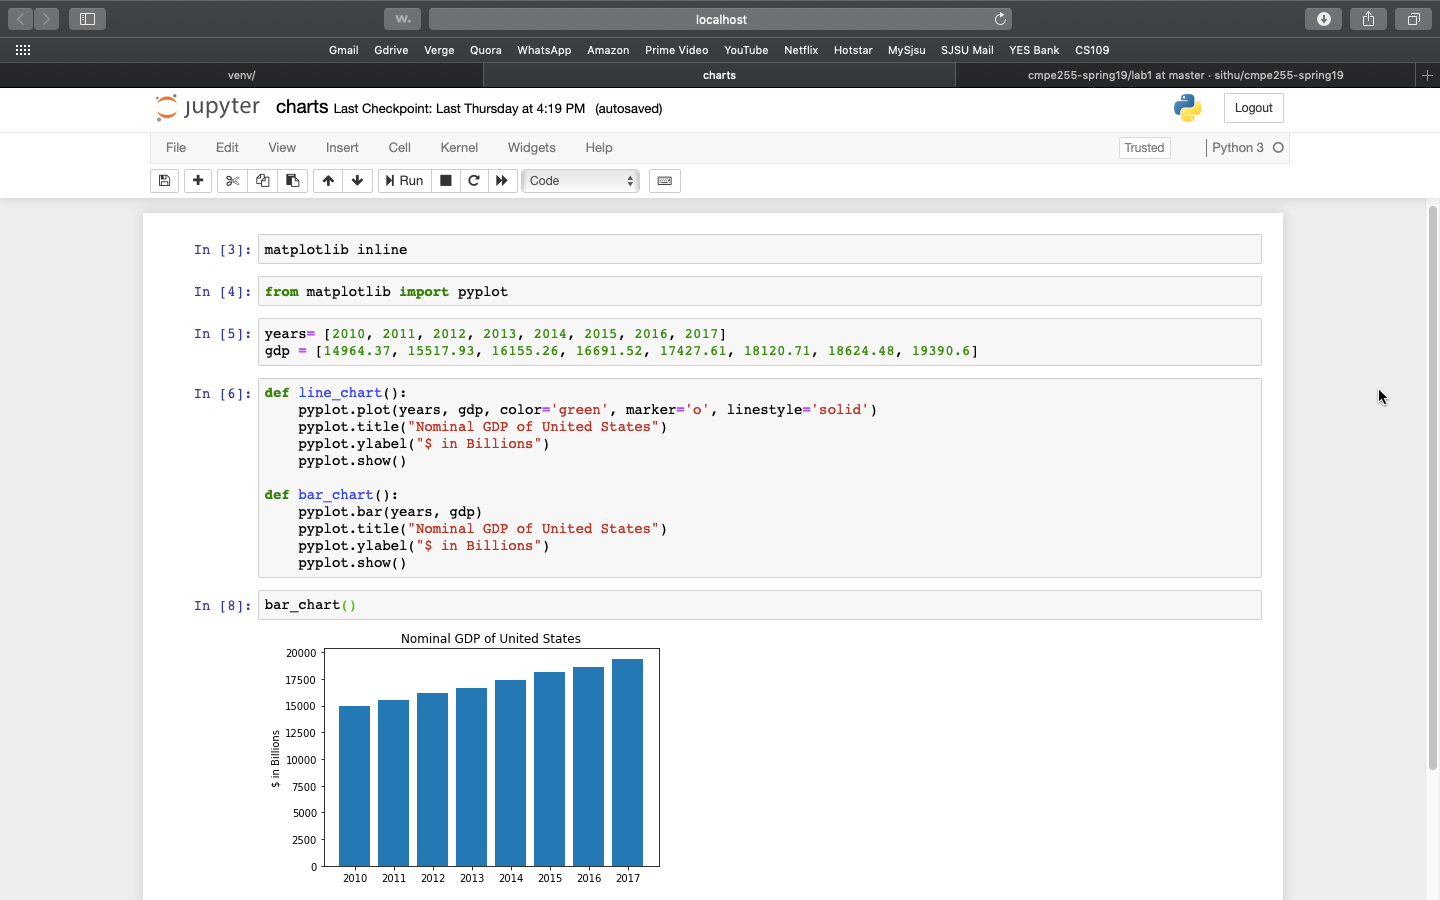 w.
localhost
Gmail Gdrive Verge Quora WhatsApp Amazon Prime Video YouTube Netflix Hotstar MySjsu SJSU Mail YES Bank CS109
venv/ charts cmpe255-spring19/lab1 at master · sithu/cmpe255-spring19
jupyter charts Last Checkpoint: Last Thursday at 4:19 PM (autosaved) Logout
File Edit View Insert Cell Kernel Widgets Help Trusted Python 3
Run Code
In [3]: matplotlib inline
In [4]: from matplotlib import pyplot
In [5]: years= [2010, 2011, 2012, 2013, 2014, 2015, 2016, 2017]
gdp = [14964.37, 15517.93, 16155.26, 16691.52, 17427.61, 18120.71, 18624.48, 19390.6]
In [6]: def line_chart():
    pyplot.plot(years, gdp, color='green', marker='o', linestyle='solid')
    pyplot.title("Nominal GDP of United States")
    pyplot.ylabel("$ in Billions")
    pyplot.show()
def bar_chart():
    pyplot.bar(years, gdp)
    pyplot.title("Nominal GDP of United States")
    pyplot.ylabel("$ in Billions")
    pyplot.show()
In [8]: bar_chart()
Nominal GDP of United States
20000
17500
15000
12500
10000
7500
5000
2500
0
$ in Billions
2010 2011 2012 2013 2014 2015 2016 2017